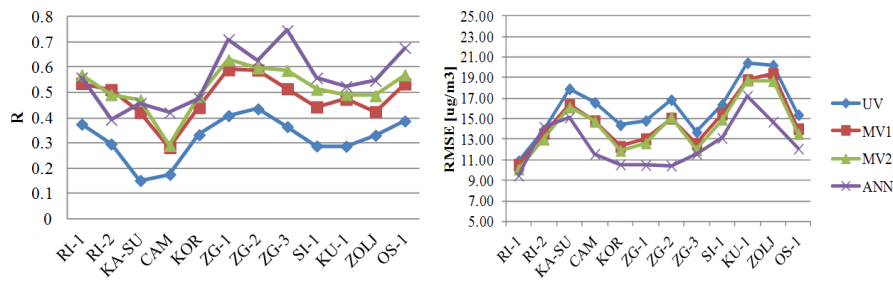 R
0.8
0.7
0.6
0.5
0.4
0.3
0.2
0.1
0
RI-1
RI-2
KA-SU
CAM
KOR
ZG-1
ZG-2
ZG-3
SI-1
KU-1
ZOLJ
OS-1
RMSE [ug/m3]
25.00
23.00
21.00
19.00
17.00
15.00
13.00
11.00
9.00
7.00
5.00
RI-1
RI-2
KA-SU
CAM
KOR
ZG-1
ZG-2
ZG-3
SI-1
KU-1
ZOLJ
OS-1
UV
MV1
MV2
ANN